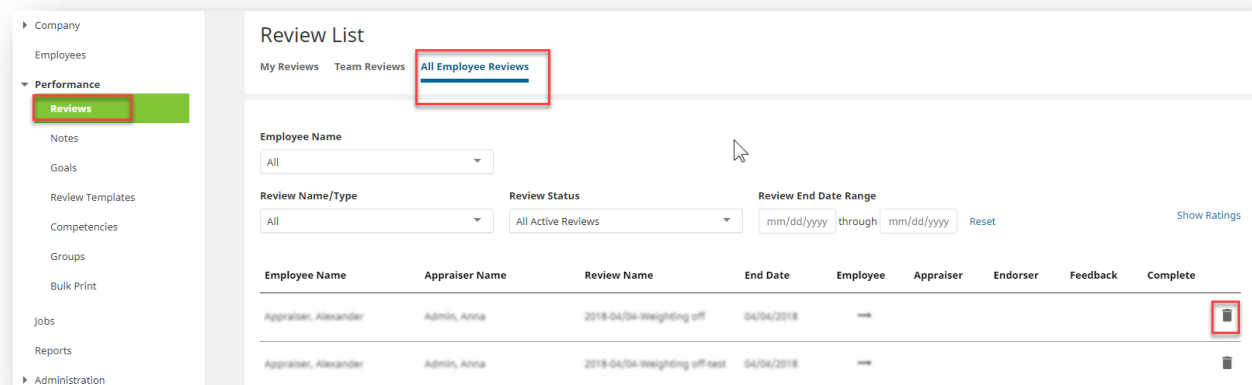 Company
Employees
Performance
Reviews
Notes
Goals
Review Templates
Competencies
Groups
Bulk Print
Jobs
Reports
Administration
Review List
My Reviews Team Reviews All Employee Reviews
Employee Name
All
Review Name/Type Review Status Review End Date Range
All All Active Reviews mm/dd/yyyy through mm/dd/yyyy Reset Show Ratings
Employee Name Appraiser Name Review Name End Date Employee Appraiser Endorser Feedback Complete
Appraiser, Alexander Admin, Anna 2018-04/04-Weighting off 04/04/2018
Appraiser, Alexander Admin, Anna 2018-04/04-Weighting off-test 04/04/2018